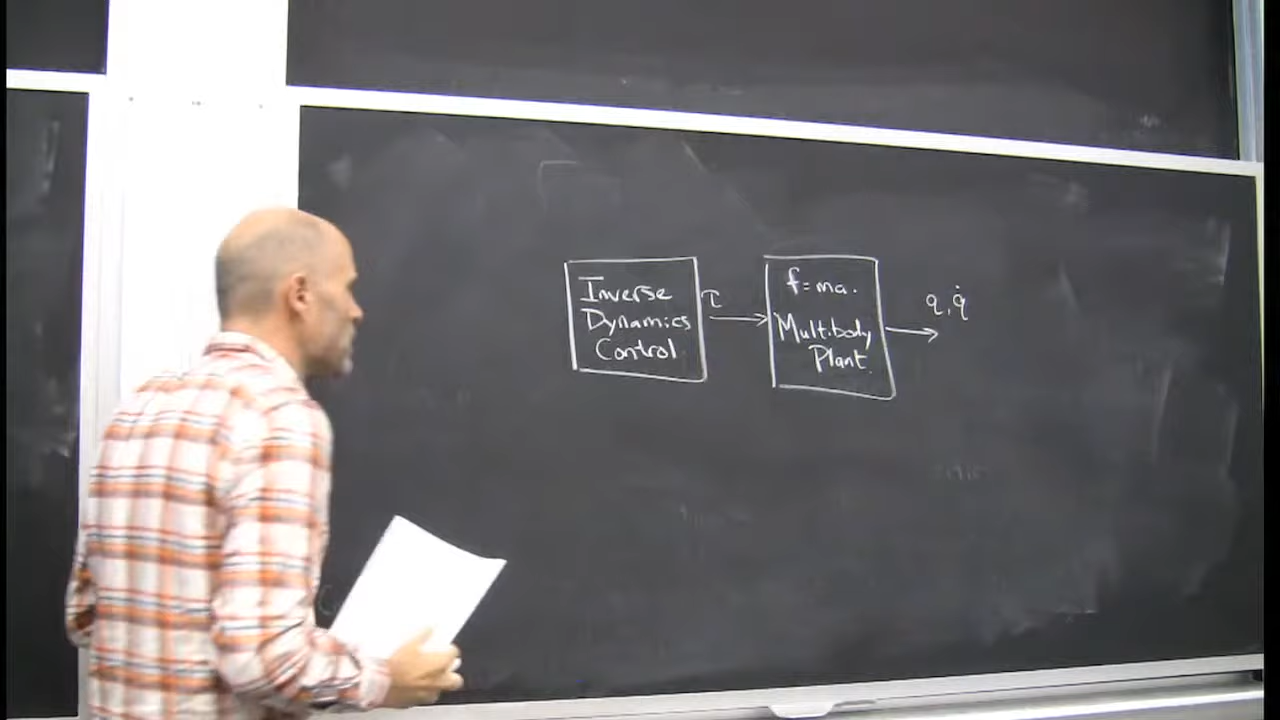 Inverse
Dynamics
Control
τ
f=ma.
Multibody
Plant.
q, q̇